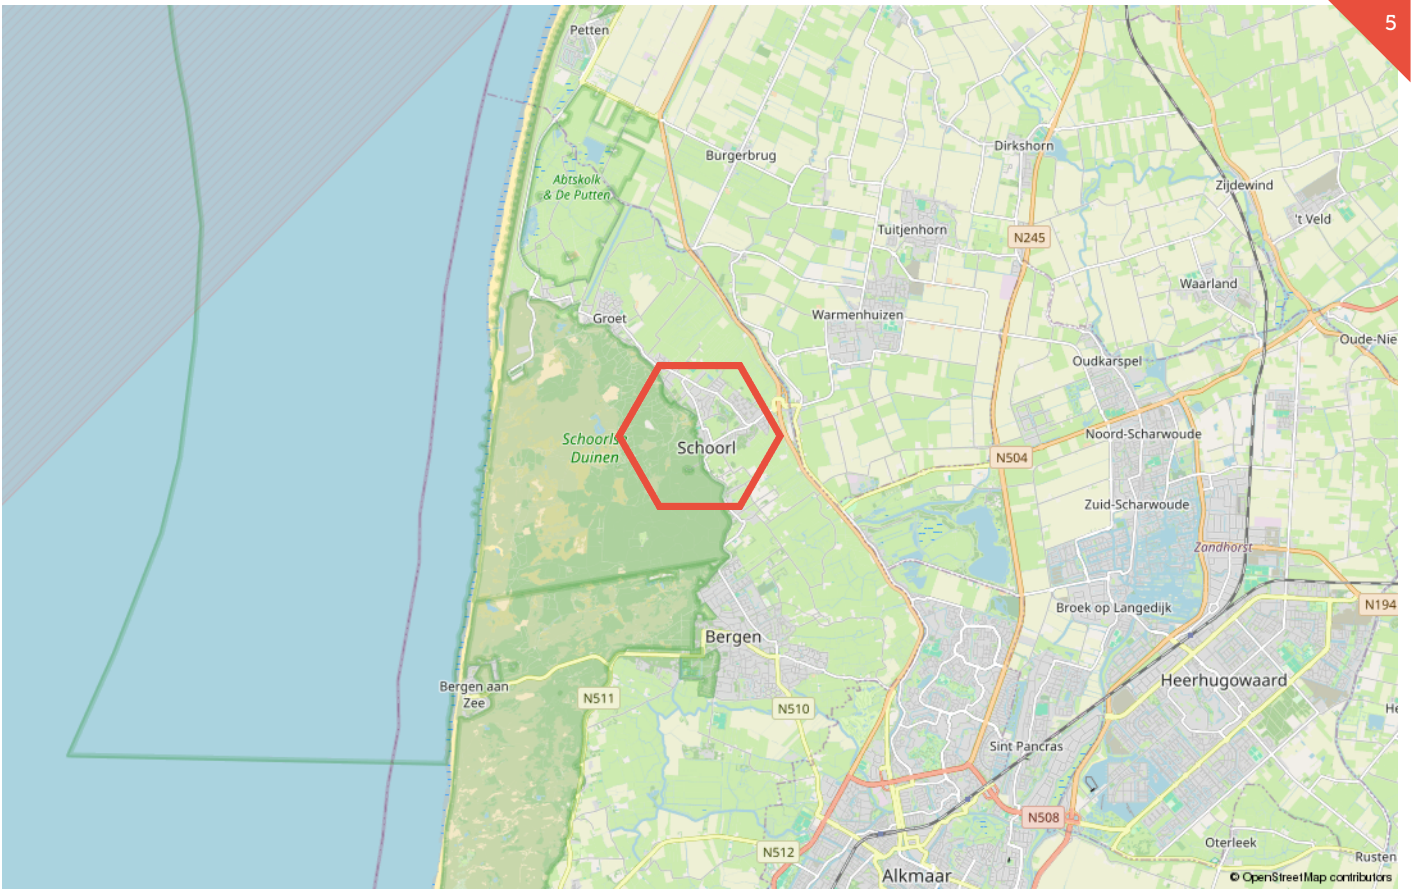 5
Petten
Burgerbrug
Dirkshorn
Abtskolk
& De Putten
Zijdewind
't Veld
Tuitjenhorn
N245
Waarland
Groet
Warmenhuizen
Oude-Nie
Oudkarspel
Schoorlse
Duinen
Schoorl
Noord-Scharwoude
N504
Zuid-Scharwoude
Zandhorst
Broek op Langedijk
N194
Bergen
Heerhugowaard
Bergen aan
Zee
N511
N510
He
Sint Pancras
N508
Oterleek
N512
Rusten
Alkmaar
© OpenStreetMap contributors